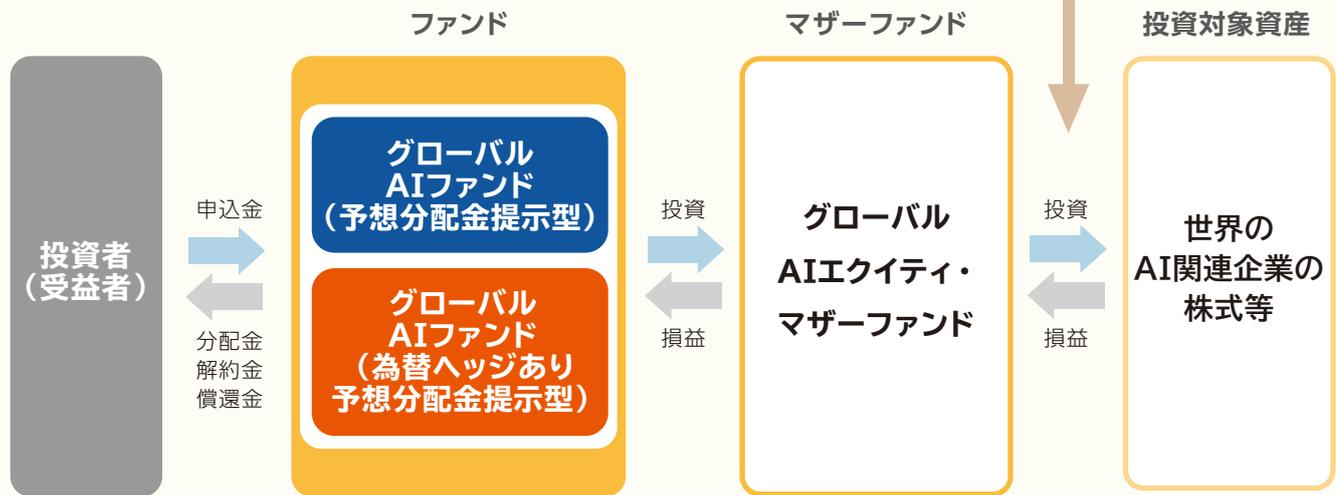 ファンド
マザーファンド
投資対象資産
投資者
（受益者）
申込金
分配金
解約金
償還金
グローバル
AIファンド
（予想分配金提示型）
グローバル
AIファンド
（為替ヘッジあり
予想分配金提示型）
投資
損益
グローバル
AIエクイティ・
マザーファンド
投資
損益
世界の
AI関連企業の
株式等